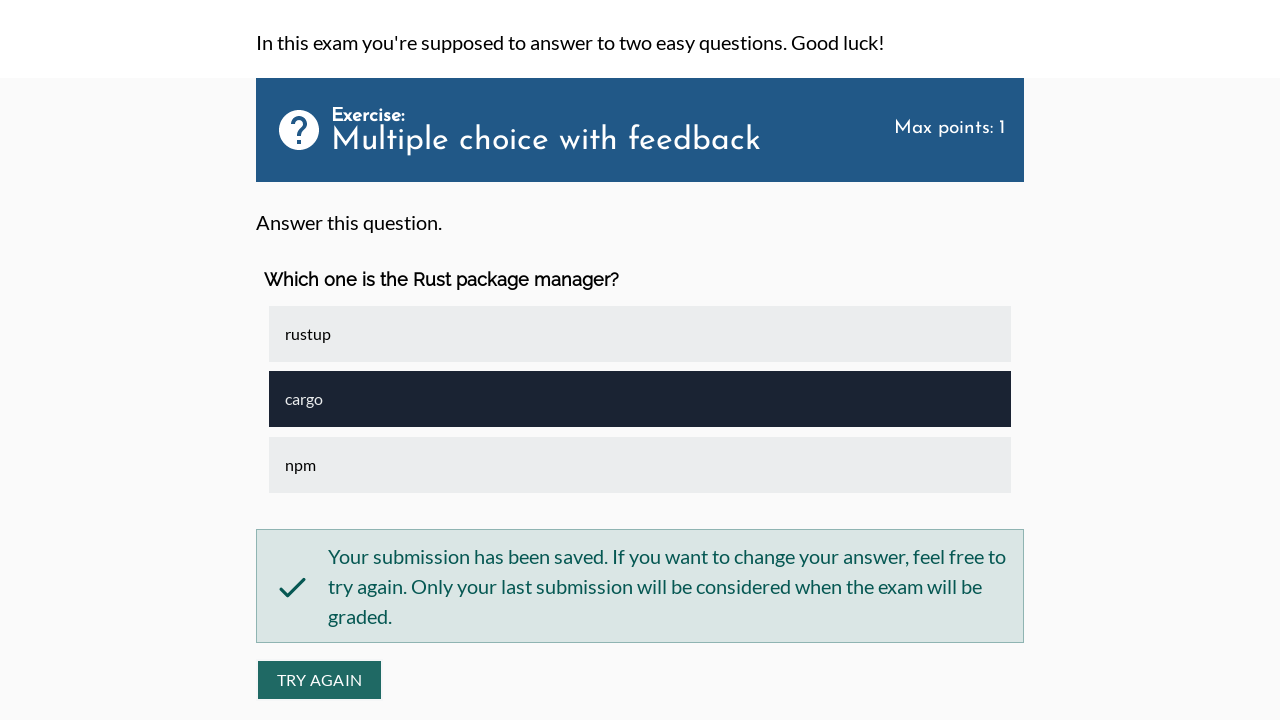 In this exam you're supposed to answer to two easy questions. Good luck!
Exercise:
Multiple choice with feedback
Max points: 1
Answer this question.
Which one is the Rust package manager?
rustup
cargo
npm
Your submission has been saved. If you want to change your answer, feel free to
try again. Only your last submission will be considered when the exam will be
graded.
TRY AGAIN